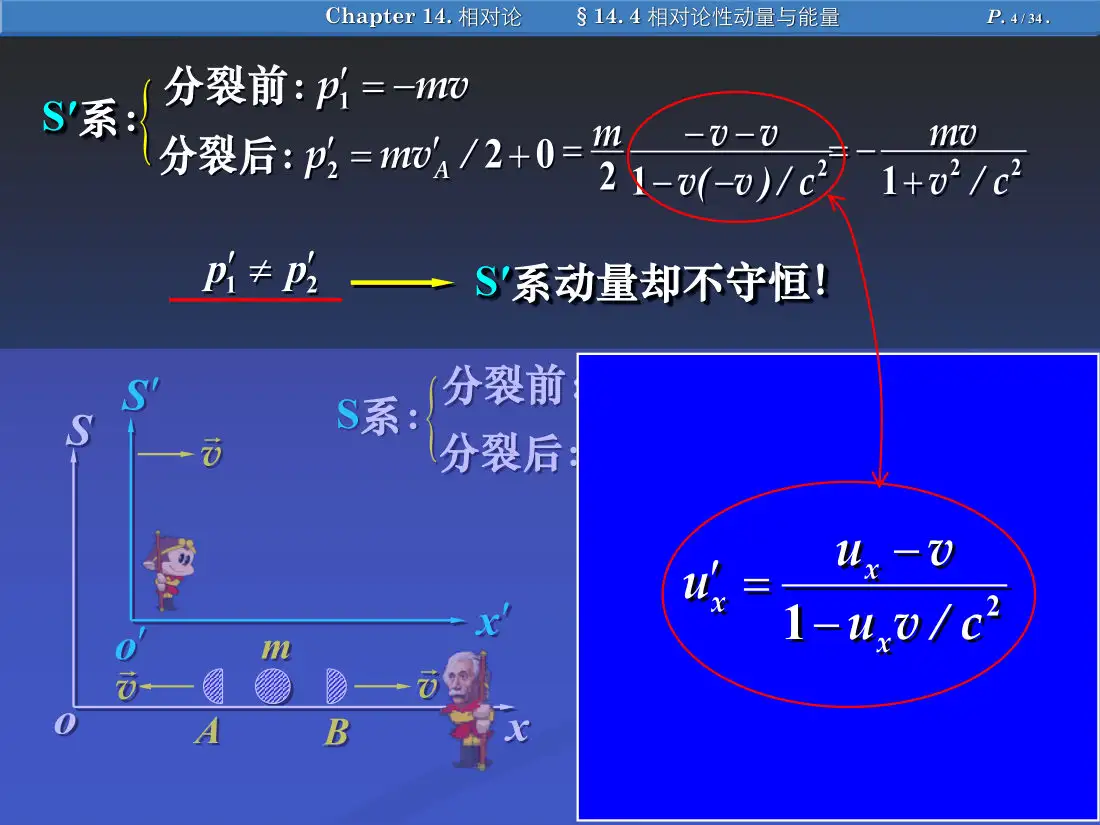 Chapter 14. 相对论 §14.4 相对论性动量与能量 P. 4 / 34 .
S′系: { 分裂前: p′₁ = −mv
分裂后: p′₂ = mv′_A / 2 + 0 = m/2 (−v − v)/(1 − v(−v) / c²) = − mv/(1 + v² / c²)
p′₁ ≠ p′₂ S′系动量却不守恒!
S系: { 分裂前:
分裂后:
S′
S
v⃗
u′ₓ = (uₓ − v)/(1 − uₓv / c²)
x′
o′
m
v⃗ v⃗
o
A B x